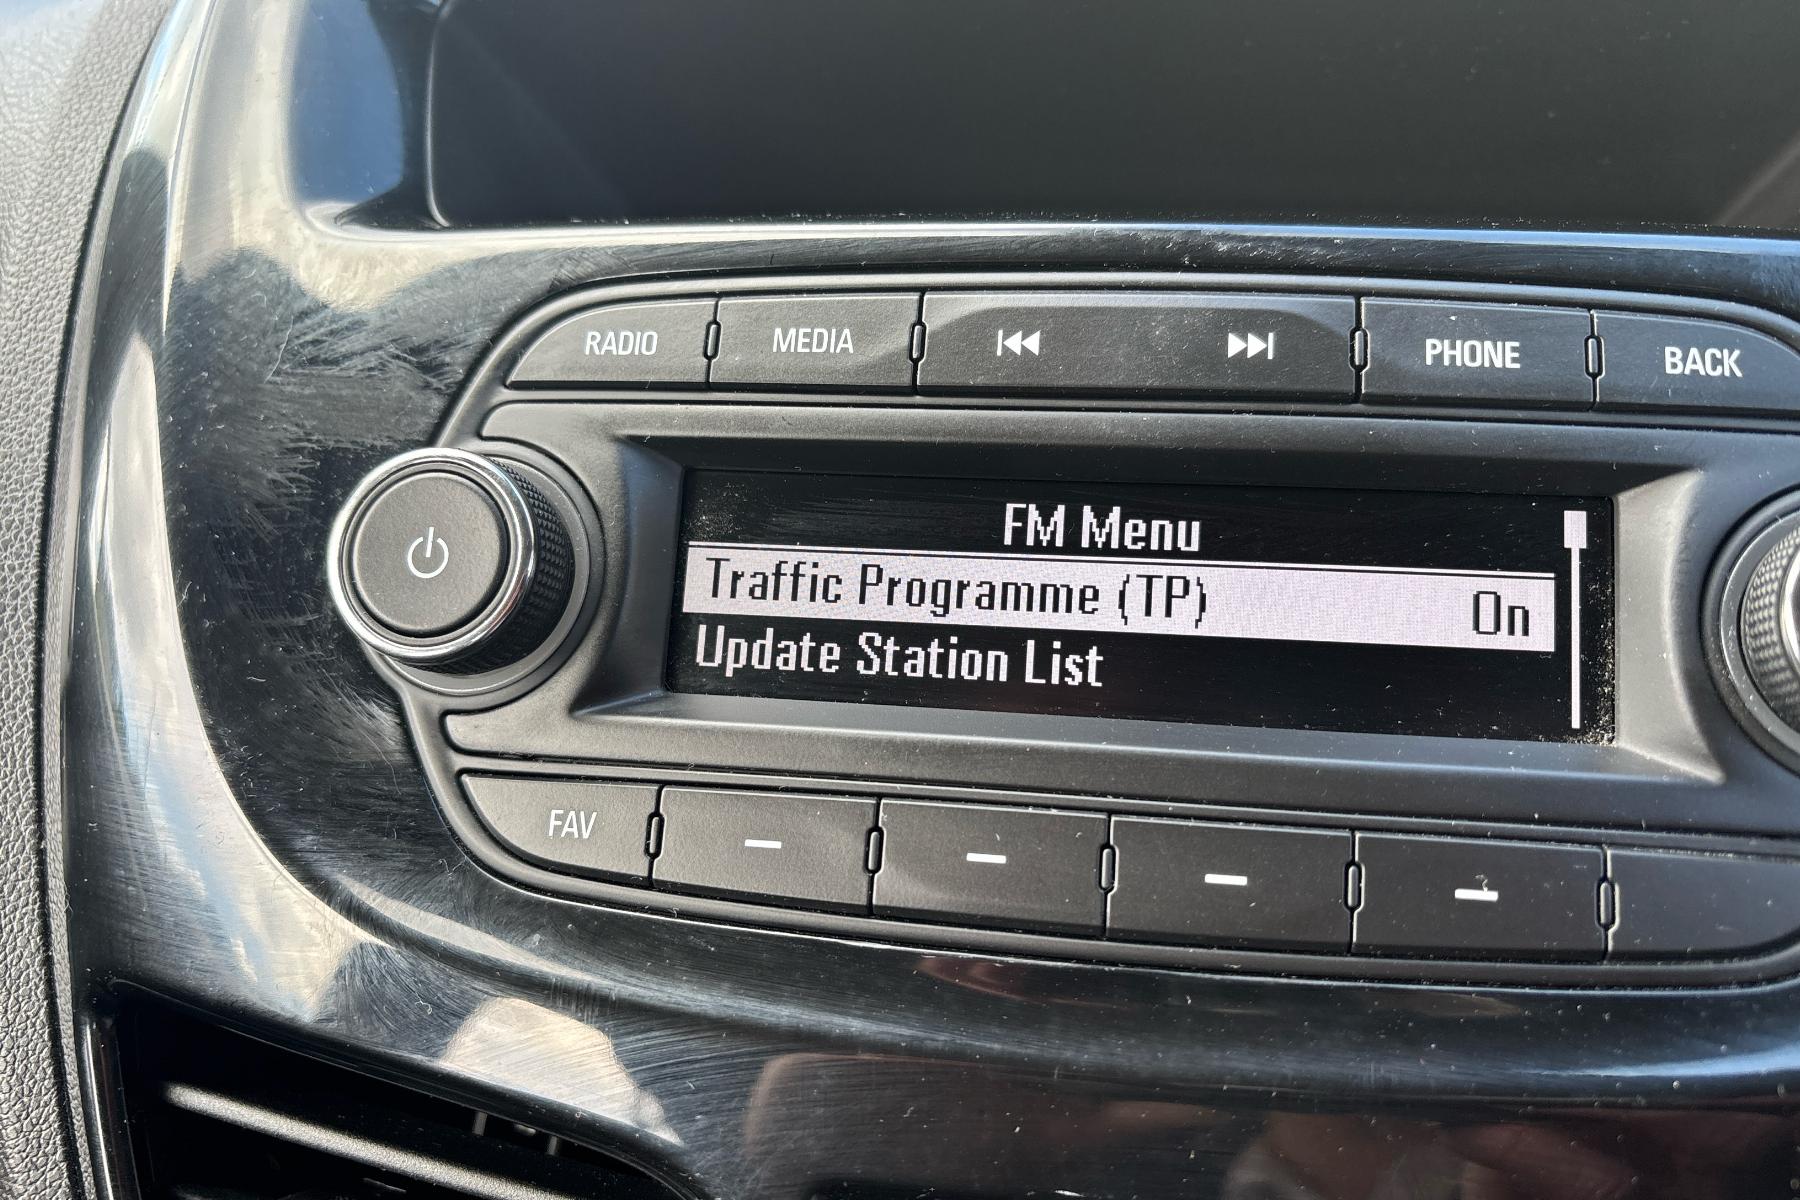 RADIO MEDIA PHONE BACK
FM Menu
Traffic Programme (TP) On
Update Station List
FAV